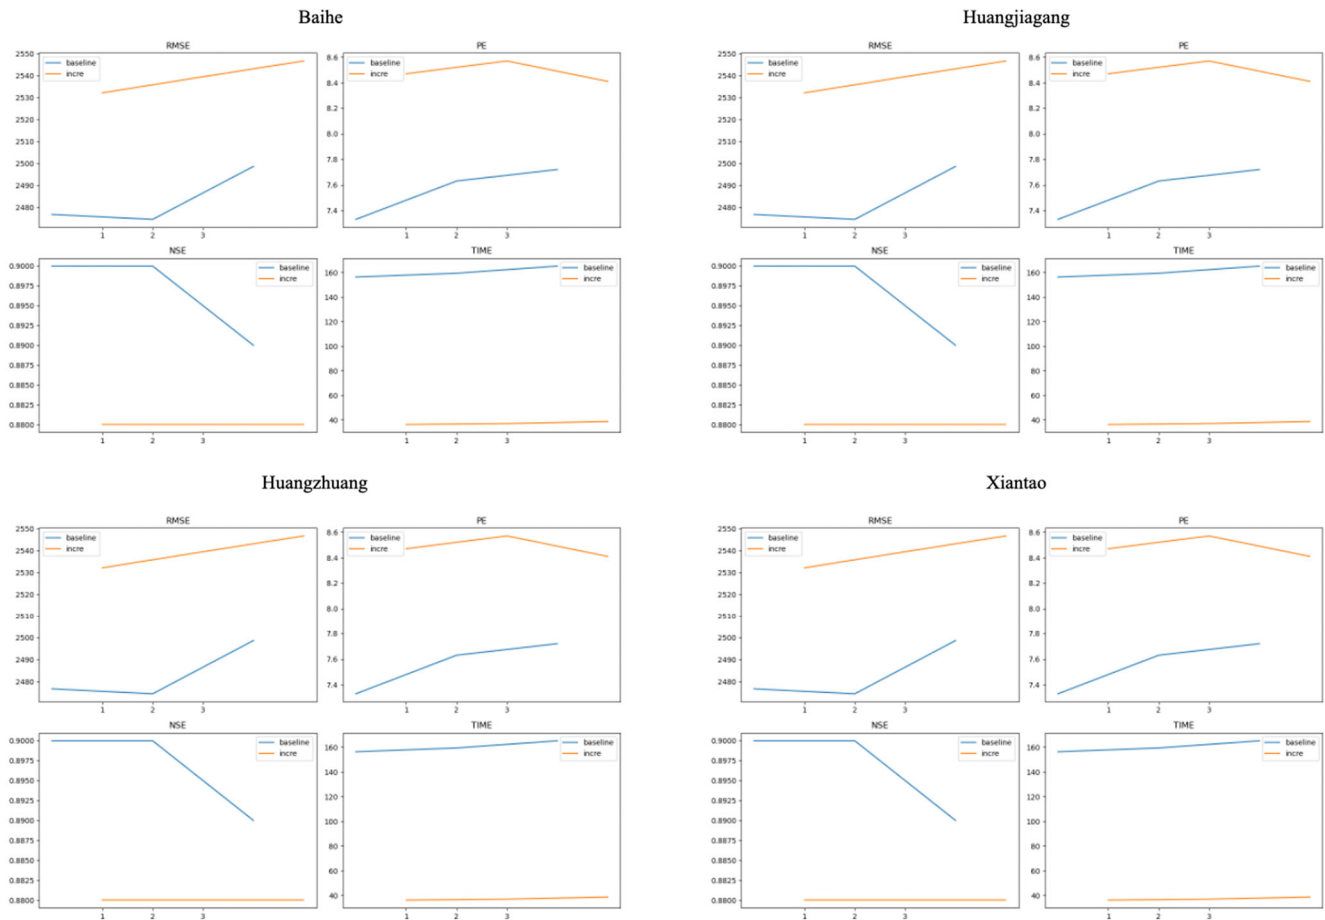 Baihe
RMSE
baseline
incre
2550
2540
2530
2520
2510
2500
2490
2480
1 2 3
PE
baseline
incre
8.6
8.4
8.2
8.0
7.8
7.6
7.4
1 2 3
NSE
baseline
incre
0.9000
0.8975
0.8950
0.8925
0.8900
0.8875
0.8850
0.8825
0.8800
1 2 3
TIME
baseline
incre
160
140
120
100
80
60
40
1 2 3
Huangjiagang
RMSE
baseline
incre
2550
2540
2530
2520
2510
2500
2490
2480
1 2 3
PE
baseline
incre
8.6
8.4
8.2
8.0
7.8
7.6
7.4
1 2 3
NSE
baseline
incre
0.9000
0.8975
0.8950
0.8925
0.8900
0.8875
0.8850
0.8825
0.8800
1 2 3
TIME
baseline
incre
160
140
120
100
80
60
40
1 2 3
Huangzhuang
RMSE
baseline
incre
2550
2540
2530
2520
2510
2500
2490
2480
1 2 3
PE
baseline
incre
8.6
8.4
8.2
8.0
7.8
7.6
7.4
1 2 3
NSE
baseline
incre
0.9000
0.8975
0.8950
0.8925
0.8900
0.8875
0.8850
0.8825
0.8800
1 2 3
TIME
baseline
incre
160
140
120
100
80
60
40
1 2 3
Xiantao
RMSE
baseline
incre
2550
2540
2530
2520
2510
2500
2490
2480
1 2 3
PE
baseline
incre
8.6
8.4
8.2
8.0
7.8
7.6
7.4
1 2 3
NSE
baseline
incre
0.9000
0.8975
0.8950
0.8925
0.8900
0.8875
0.8850
0.8825
0.8800
1 2 3
TIME
baseline
incre
160
140
120
100
80
60
40
1 2 3